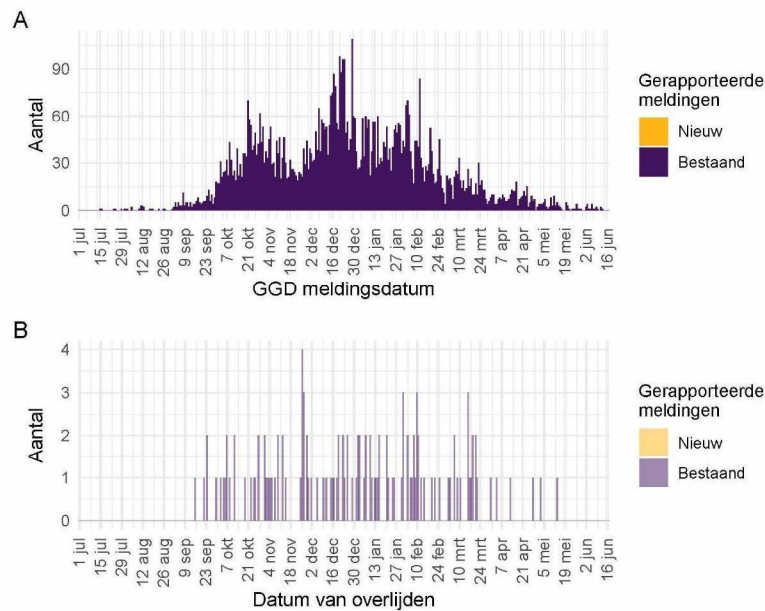 A
Aantal
90
60
30
0
1 jul
15 jul
29 jul
12 aug
26 aug
9 sep
23 sep
7 okt
21 okt
4 nov
18 nov
2 dec
16 dec
30 dec
13 jan
27 jan
10 feb
24 feb
10 mrt
24 mrt
7 apr
21 apr
5 mei
19 mei
2 jun
16 jun
GGD meldingsdatum
Gerapporteerde
meldingen
Nieuw
Bestaand
B
Aantal
4
3
2
1
0
1 jul
15 jul
29 jul
12 aug
26 aug
9 sep
23 sep
7 okt
21 okt
4 nov
18 nov
2 dec
16 dec
30 dec
13 jan
27 jan
10 feb
24 feb
10 mrt
24 mrt
7 apr
21 apr
5 mei
19 mei
2 jun
16 jun
Datum van overlijden
Gerapporteerde
meldingen
Nieuw
Bestaand